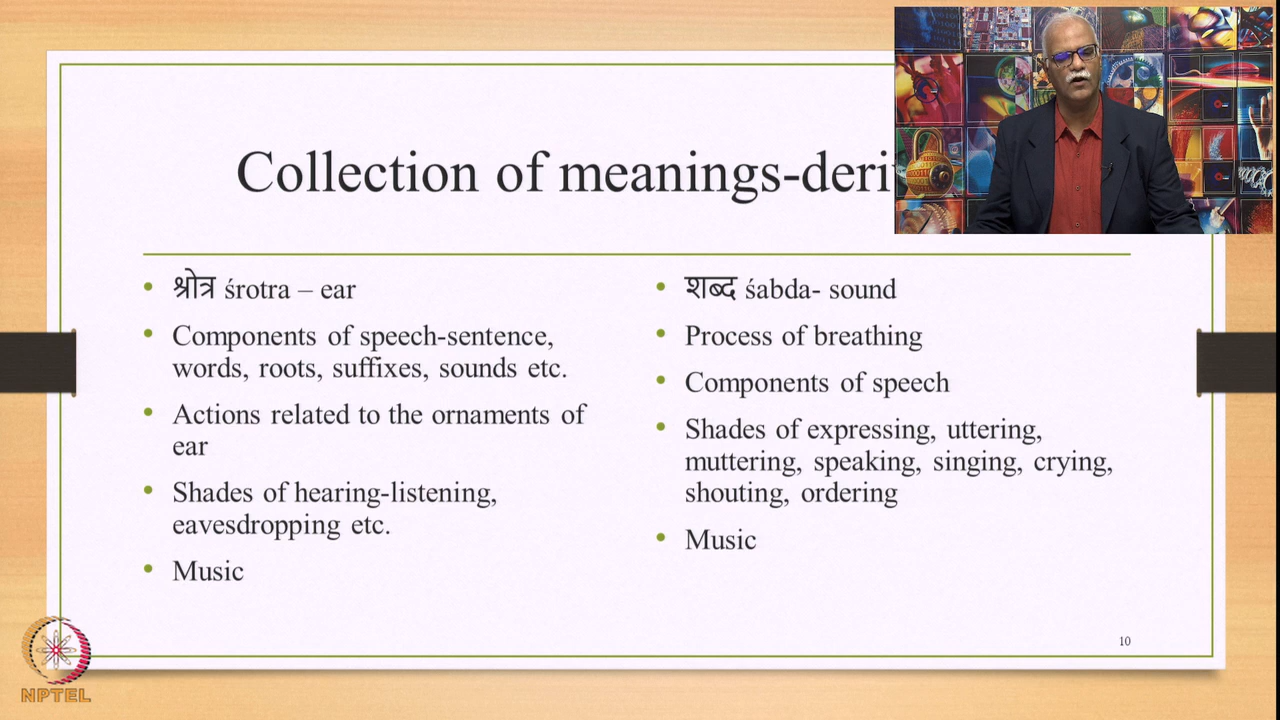 Collection of meanings-deri
• श्रोत्र śrotra – ear
• Components of speech-sentence,
words, roots, suffixes, sounds etc.
• Actions related to the ornaments of
ear
• Shades of hearing-listening,
eavesdropping etc.
• Music
• शब्द śabda- sound
• Process of breathing
• Components of speech
• Shades of expressing, uttering,
muttering, speaking, singing, crying,
shouting, ordering
• Music
10
NPTEL